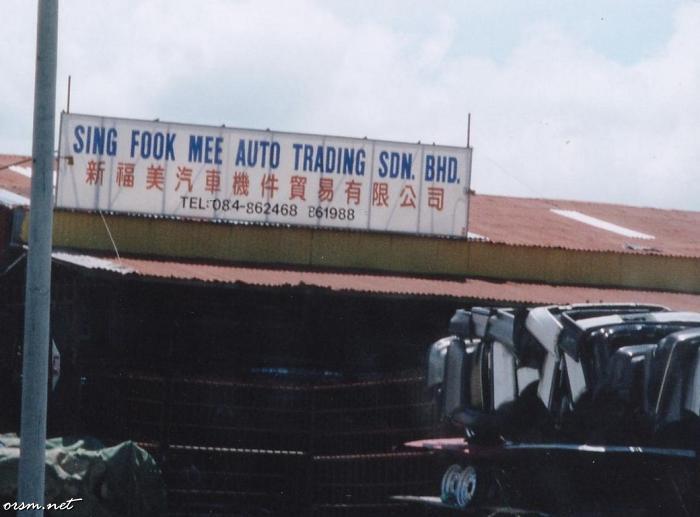 SING FOOK MEE AUTO TRADING SDN. BHD.
新福美汽車機件貿易有限公司
TEL:084-862468 861988
orsm.net